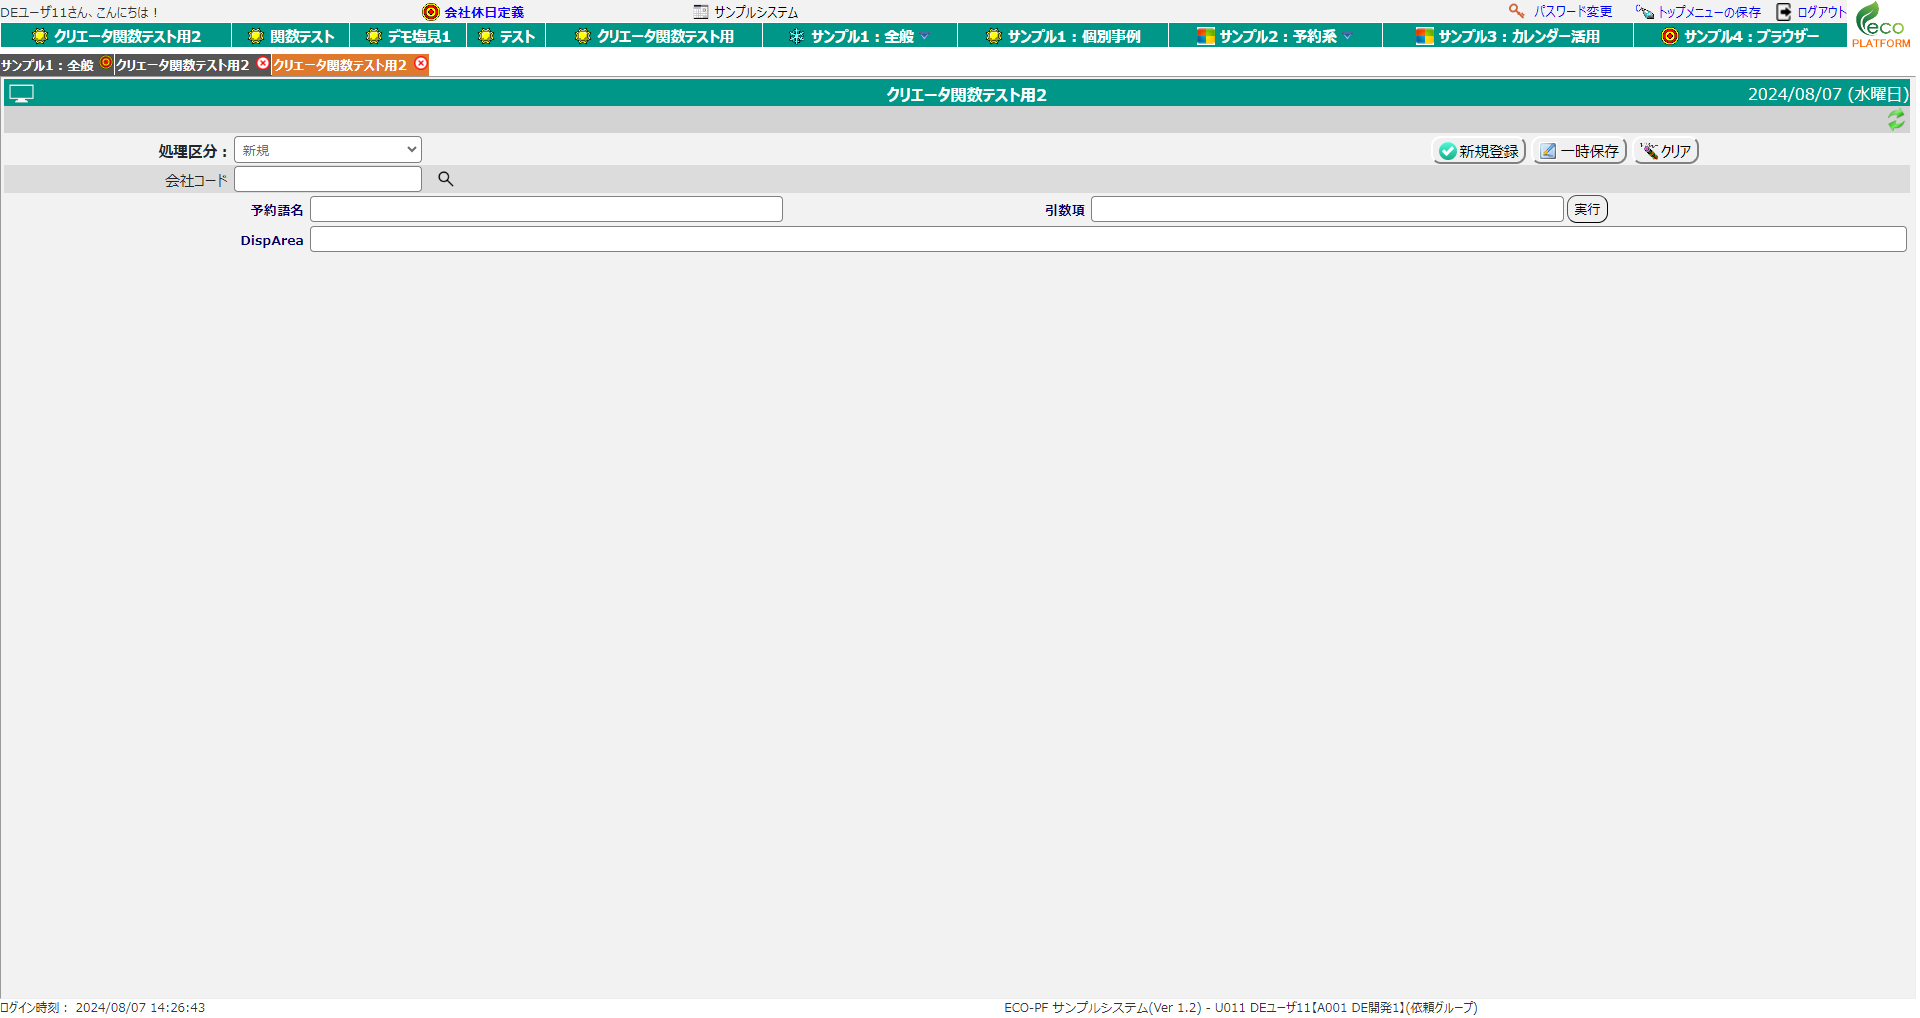 DEユーザ11さん、こんにちは！ 会社休日定義 サンプルシステム パスワード変更 トップメニューの保存 ログアウト eco PLATFORM
クリエータ関数テスト用2 関数テスト デモ塩見1 テスト クリエータ関数テスト用 サンプル1：全般 サンプル1：個別事例 サンプル2：予約系 サンプル3：カレンダー活用 サンプル4：ブラウザー
サンプル1：全般 クリエータ関数テスト用2 クリエータ関数テスト用2
クリエータ関数テスト用2 2024/08/07 (水曜日)
処理区分： 新規 新規登録 一時保存 クリア
会社コード
予約語名 引数項 実行
DispArea
ログイン時刻： 2024/08/07 14:26:43 ECO-PF サンプルシステム(Ver 1.2) - U011 DEユーザ11【A001 DE開発1】(依頼グループ)